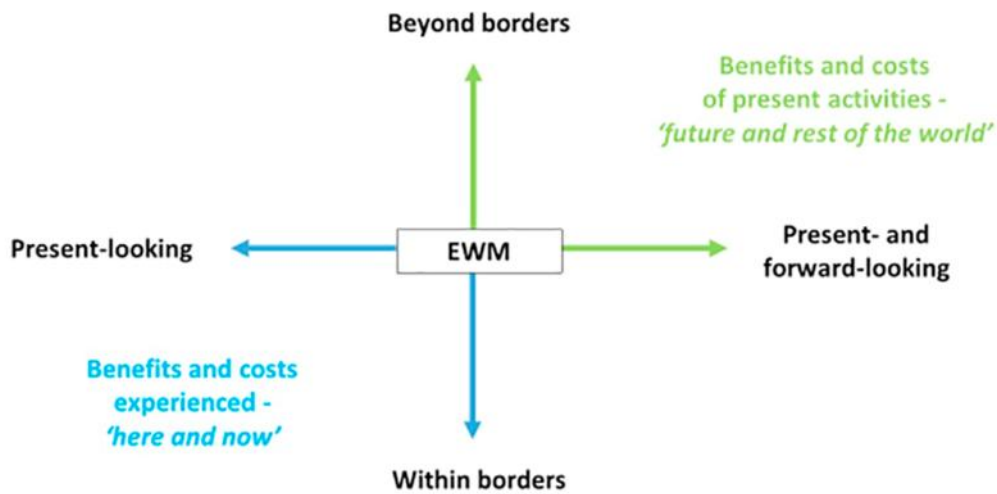 Beyond borders
Benefits and costs
of present activities -
‘future and rest of the world’
Present-looking
EWM
Present- and
forward-looking
Benefits and costs
experienced -
‘here and now’
Within borders